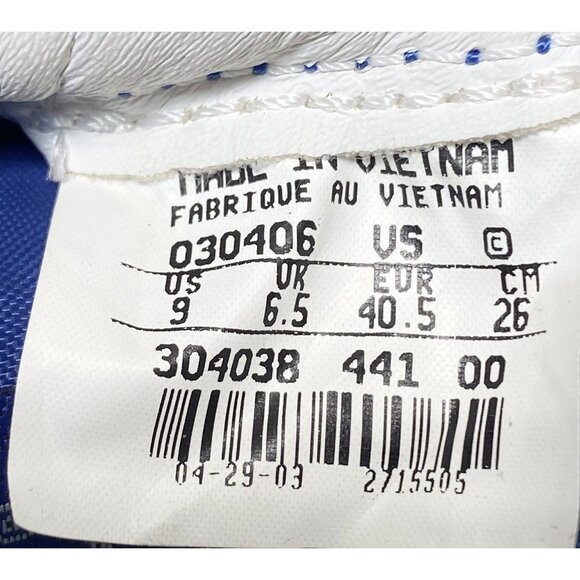 MADE IN VIETNAM
FABRIQUE AU VIETNAM
030406 VS ©
US UK EUR CM
9 6.5 40.5 26
304038 441 00
04-29-03 2715505